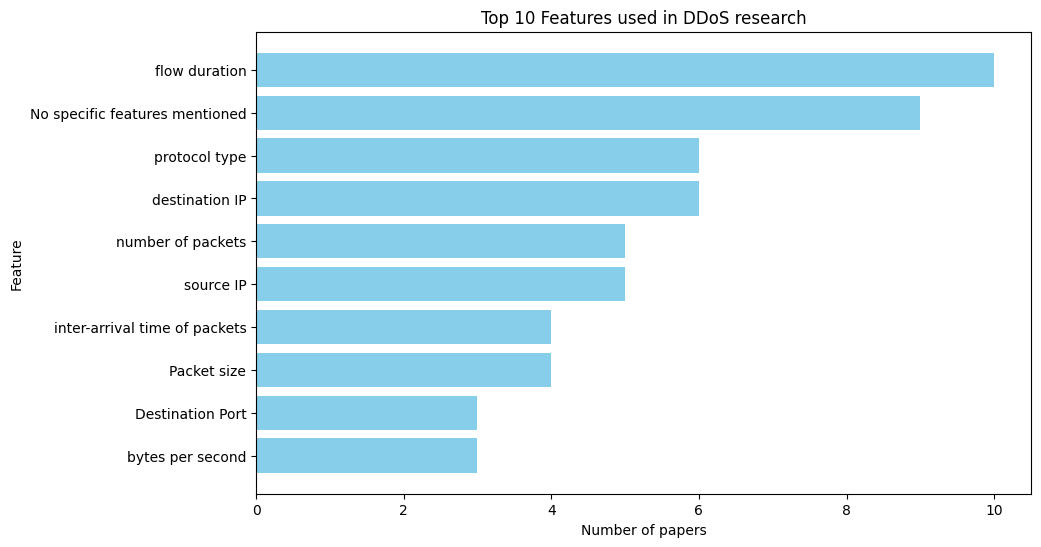 Top 10 Features used in DDoS research
Feature
flow duration
No specific features mentioned
protocol type
destination IP
number of packets
source IP
inter-arrival time of packets
Packet size
Destination Port
bytes per second
0 2 4 6 8 10
Number of papers